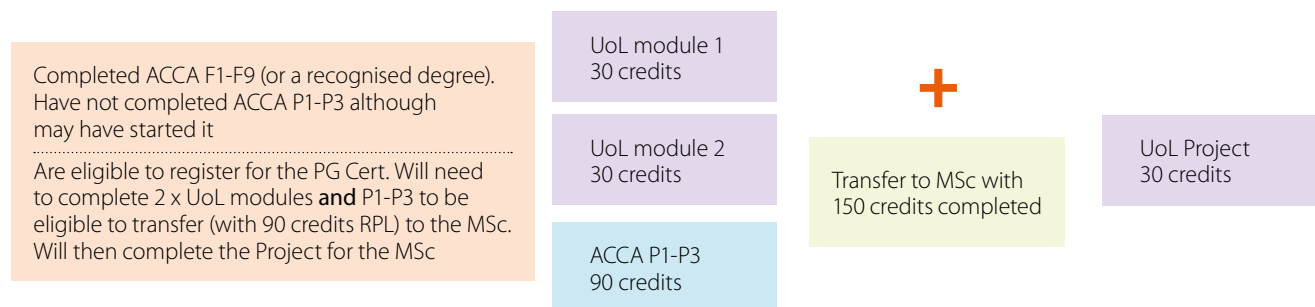 Completed ACCA F1-F9 (or a recognised degree).
Have not completed ACCA P1-P3 although
may have started it
Are eligible to register for the PG Cert. Will need
to complete 2 x UoL modules and P1-P3 to be
eligible to transfer (with 90 credits RPL) to the MSc.
Will then complete the Project for the MSc
UoL module 1
30 credits
UoL module 2
30 credits
ACCA P1-P3
90 credits
+
Transfer to MSc with
150 credits completed
UoL Project
30 credits